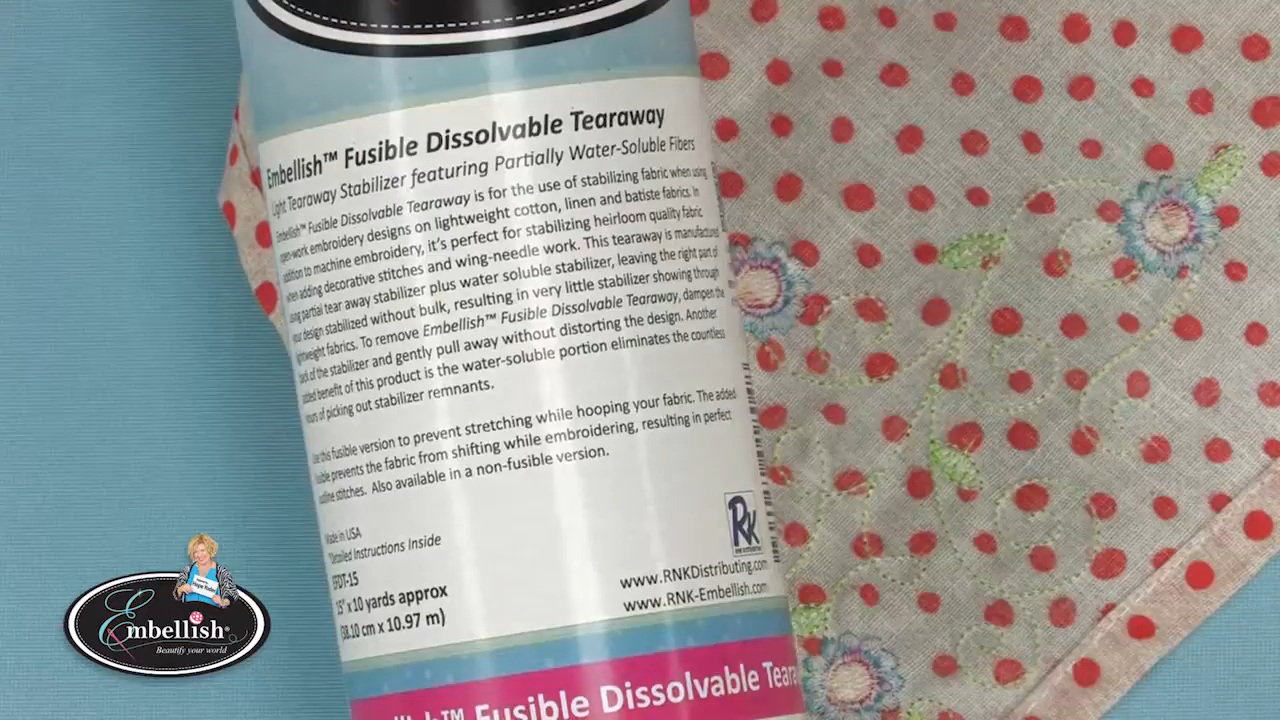 Embellish™ Fusible Dissolvable Tearaway
Light Tearaway Stabilizer featuring Partially Water-Soluble Fibers
Embellish™ Fusible Dissolvable Tearaway is for the use of stabilizing fabric when using
open-work embroidery designs on lightweight cotton, linen and batiste fabrics. In
addition to machine embroidery, it's perfect for stabilizing heirloom quality fabric
when adding decorative stitches and wing-needle work. This tearaway is manufactured
using partial tear away stabilizer plus water soluble stabilizer, leaving the right part of
your design stabilized without bulk, resulting in very little stabilizer showing through
lightweight fabrics. To remove Embellish™ Fusible Dissolvable Tearaway, dampen the
back of the stabilizer and gently pull away without distorting the design. Another
added benefit of this product is the water-soluble portion eliminates the countless
hours of picking out stabilizer remnants.
Use this fusible version to prevent stretching while hooping your fabric. The added
fusible prevents the fabric from shifting while embroidering, resulting in perfect
outline stitches. Also available in a non-fusible version.
Made in USA
*Detailed Instructions Inside
EFDT-15
15" x 10 yards approx
(38.10 cm x 10.97 m)
RK
www.RNKDistributing.com
www.RNK-Embellish.com
Fusible Dissolvable Teara
Embellish®
Beautify your world